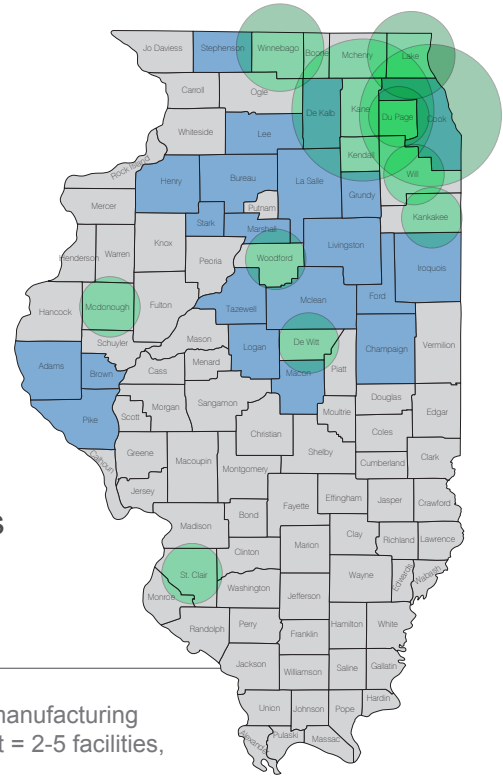 Jo Daviess
Stephenson
Winnebago
Boone
Mchenry
Lake
Carroll
Ogle
De Kalb
Kane
Du Page
Cook
Whiteside
Lee
Kendall
Will
Rock Island
Henry
Bureau
La Salle
Grundy
Mercer
Putnam
Kankakee
Stark
Marshall
Henderson
Warren
Knox
Peoria
Woodford
Livingston
Iroquois
Hancock
Mcdonough
Fulton
Tazewell
Mclean
Ford
Schuyler
Mason
Logan
De Witt
Champaign
Vermilion
Adams
Brown
Cass
Menard
Macon
Piatt
Pike
Scott
Morgan
Sangamon
Christian
Moultrie
Douglas
Edgar
Coles
Calhoun
Greene
Macoupin
Montgomery
Shelby
Cumberland
Clark
Jersey
Fayette
Effingham
Jasper
Crawford
s
Madison
Bond
Clinton
Marion
Clay
Richland
Lawrence
St. Clair
Washington
Wayne
Edwards
Wabash
Monroe
Jefferson
Randolph
Perry
Hamilton
White
Franklin
Jackson
Williamson
Saline
Gallatin
Hardin
Union
Johnson
Pope
Alexander
Pulaski
Massac
manufacturing
t = 2-5 facilities,